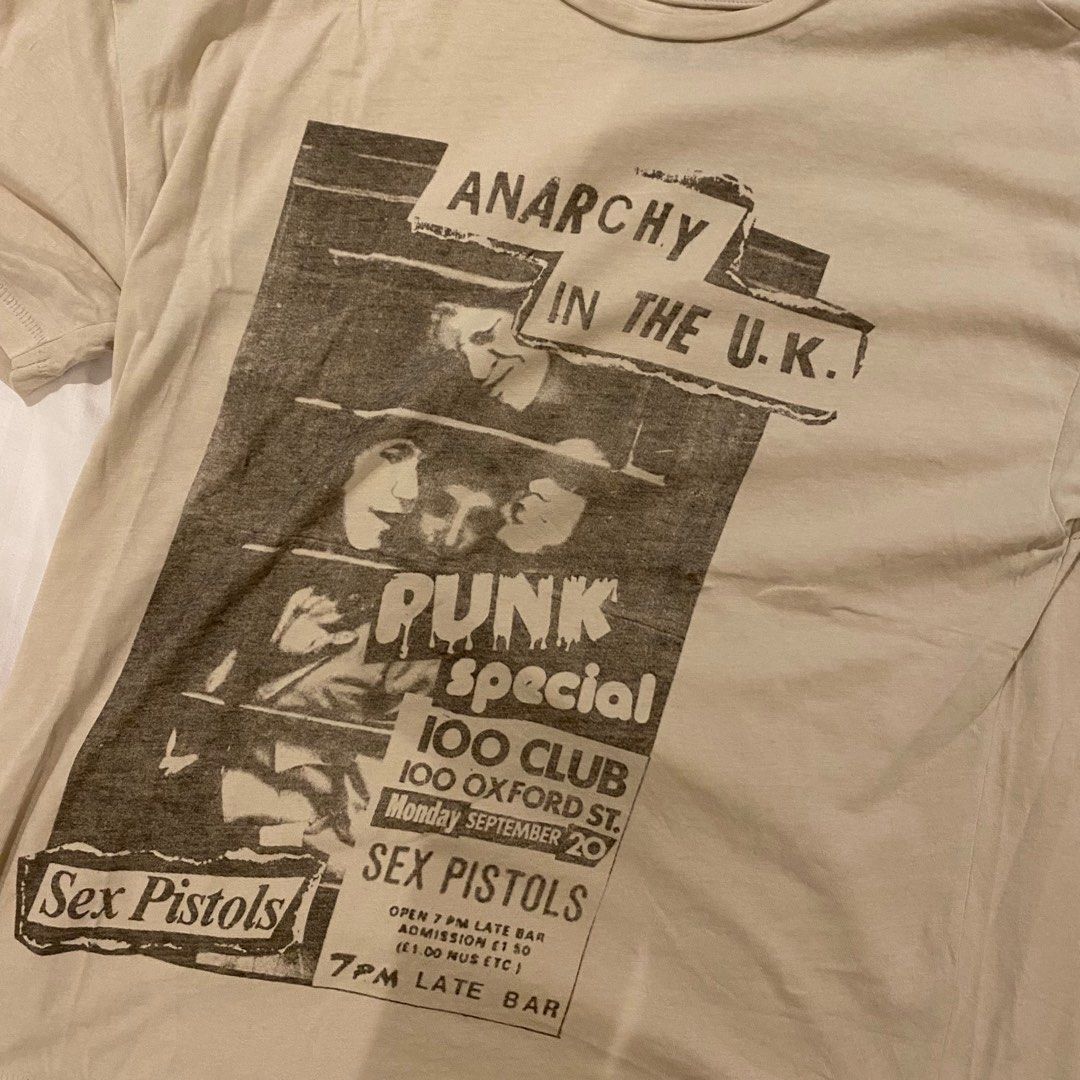 ANARCHY
IN THE U.K.
PUNK
special
100 CLUB
100 OXFORD ST.
Monday SEPTEMBER 20
SEX PISTOLS
OPEN 7 PM LATE BAR
ADMISSION £1 50
(£1.00 NUS ETC)
7PM LATE BAR
Sex Pistols